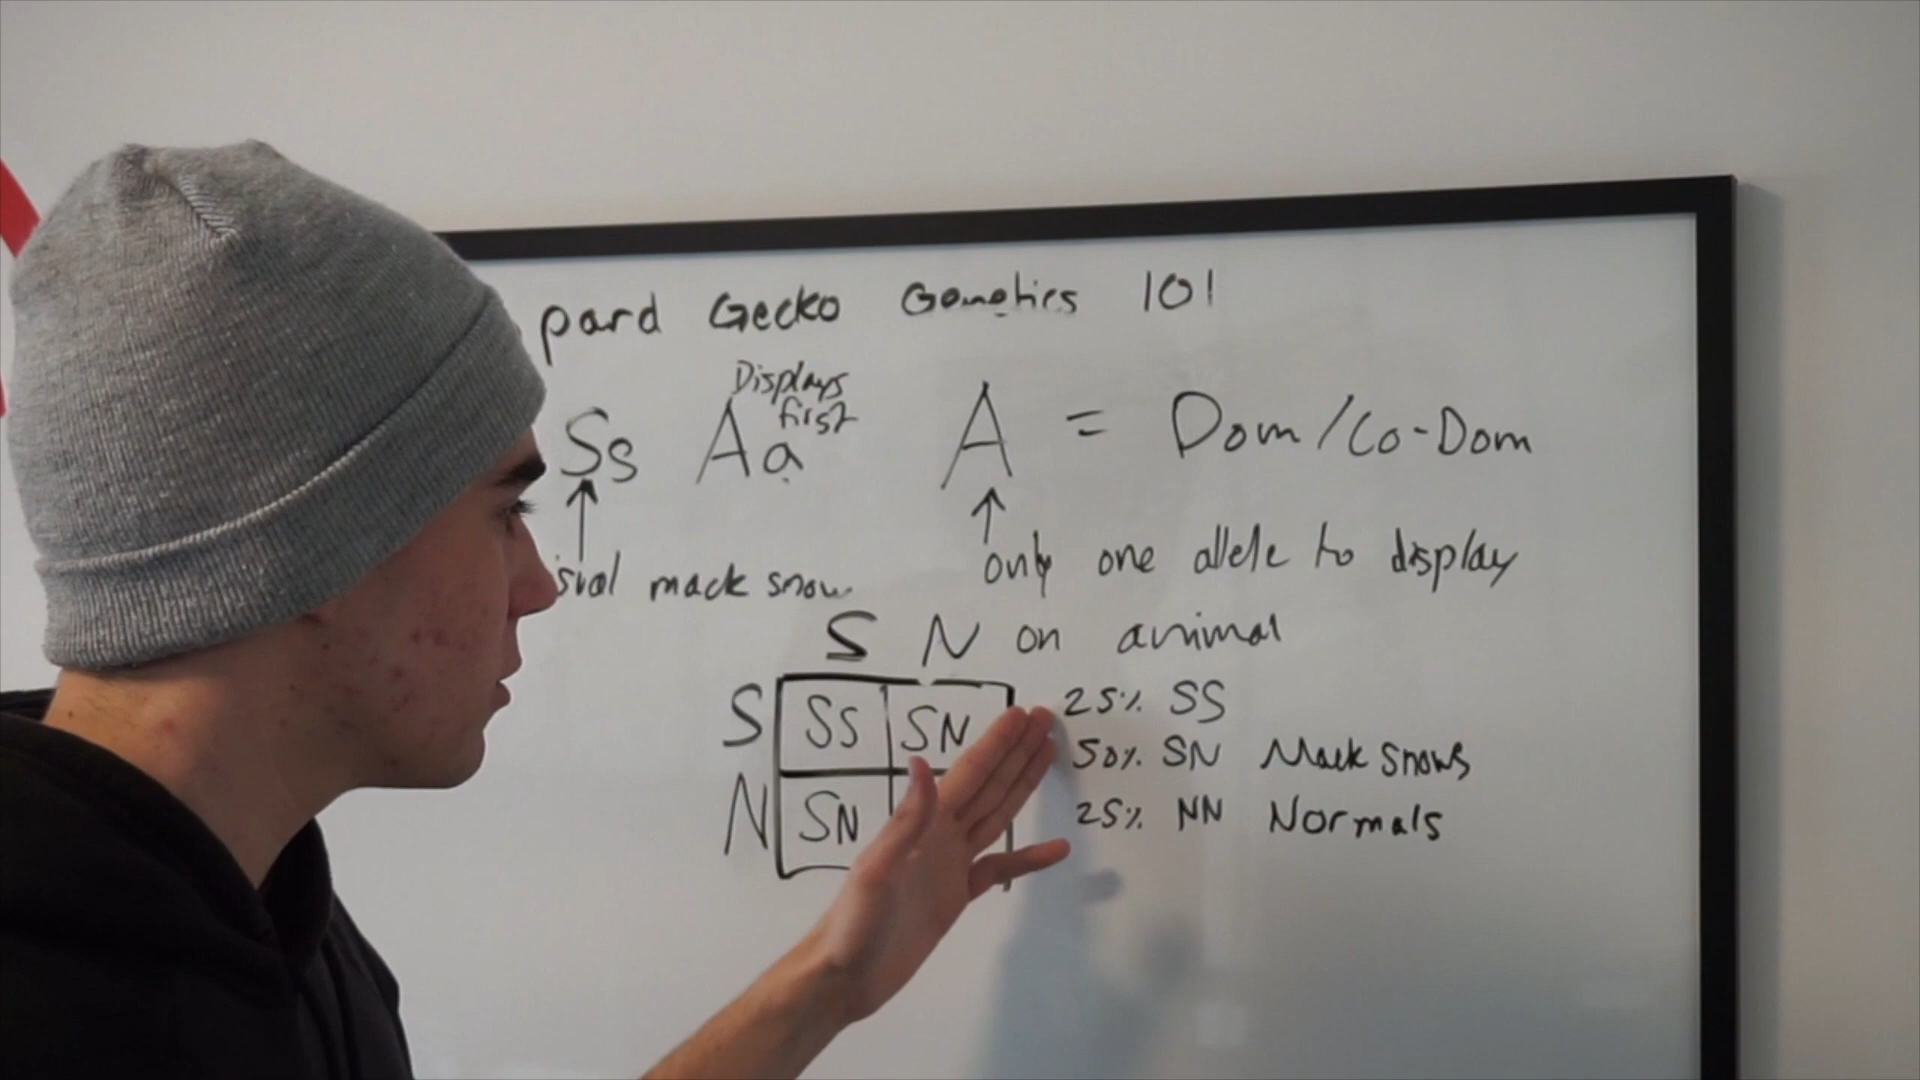 pard Gecko Genetics 101
Displays first
Ss Aa A = Dom/Co-Dom
sual mack snow
only one allele to display
on animal
S N
S SS SN
N SN
25% SS
50% SN Mack Snows
25% NN Normals